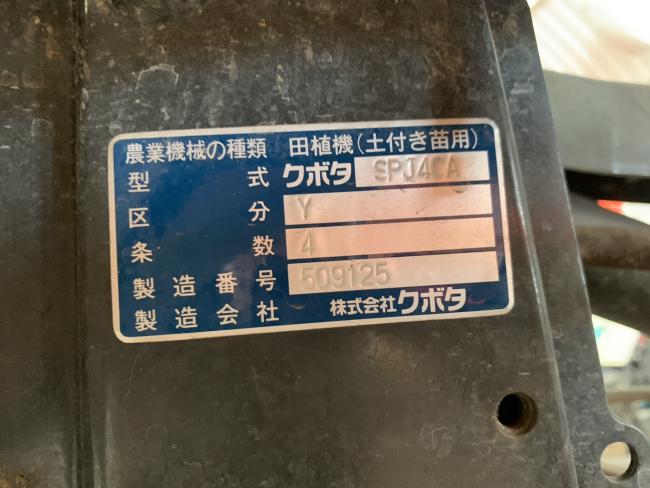 農業機械の種類 田植機(土付き苗用)
型式 クボタ SPJ4CA
区分 Y
条数 4
製造番号 509125
製造会社 株式会社クボタ